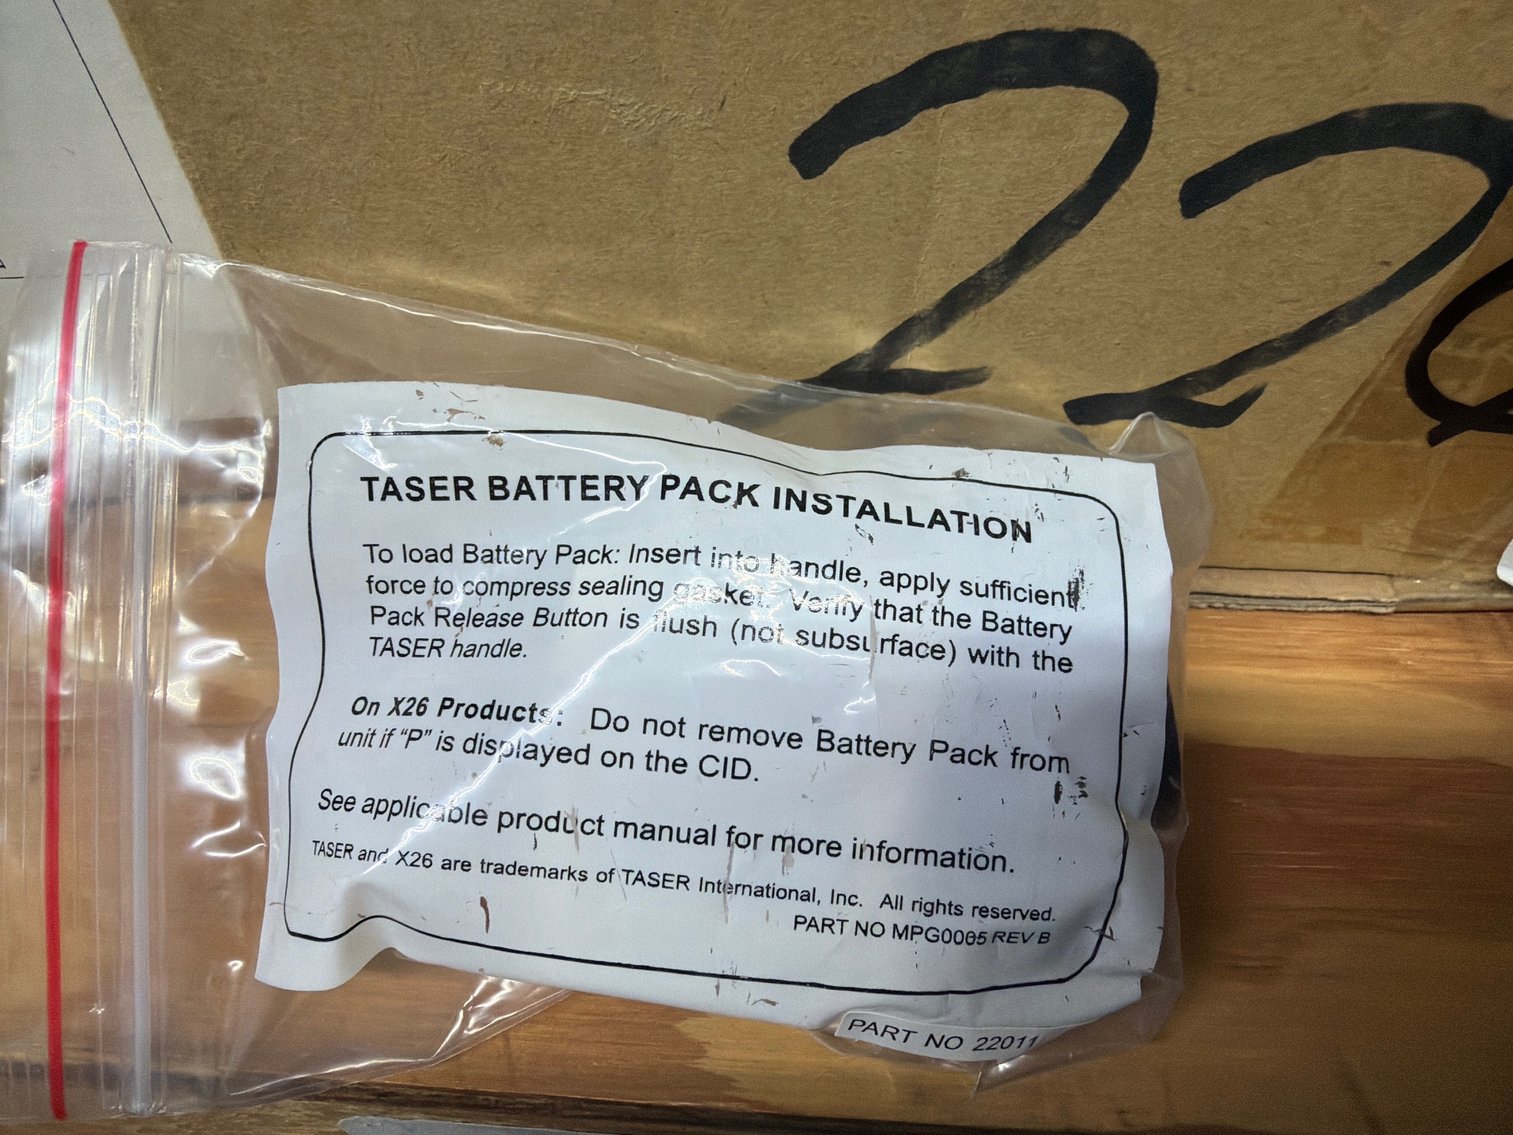 22
TASER BATTERY PACK INSTALLATION
To load Battery Pack: Insert into handle, apply sufficient
force to compress sealing gasket. Verify that the Battery
Pack Release Button is flush (not subsurface) with the
TASER handle.
On X26 Products: Do not remove Battery Pack from
unit if "P" is displayed on the CID.
See applicable product manual for more information.
TASER and X26 are trademarks of TASER International, Inc. All rights reserved.
PART NO MPG0005 REV B
PART NO 22011